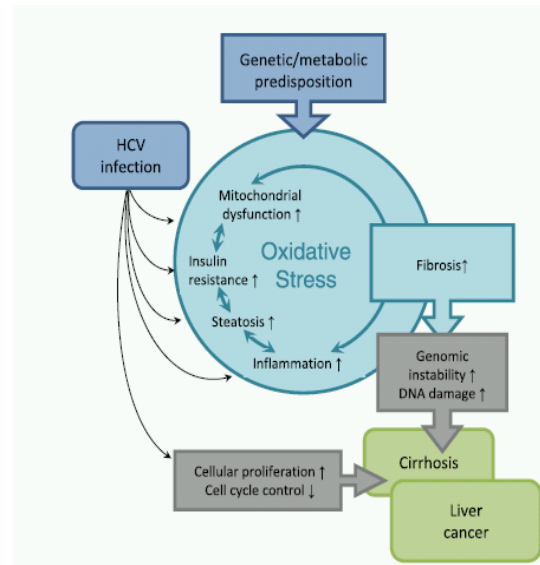 Genetic/metabolic
predisposition
HCV
infection
Mitochondrial
dysfunction ↑
Oxidative
Stress
Insulin
resistance ↑
Steatosis ↑
Inflammation ↑
Fibrosis↑
Genomic
instability ↑
DNA damage ↑
Cellular proliferation ↑
Cell cycle control ↓
Cirrhosis
Liver
cancer